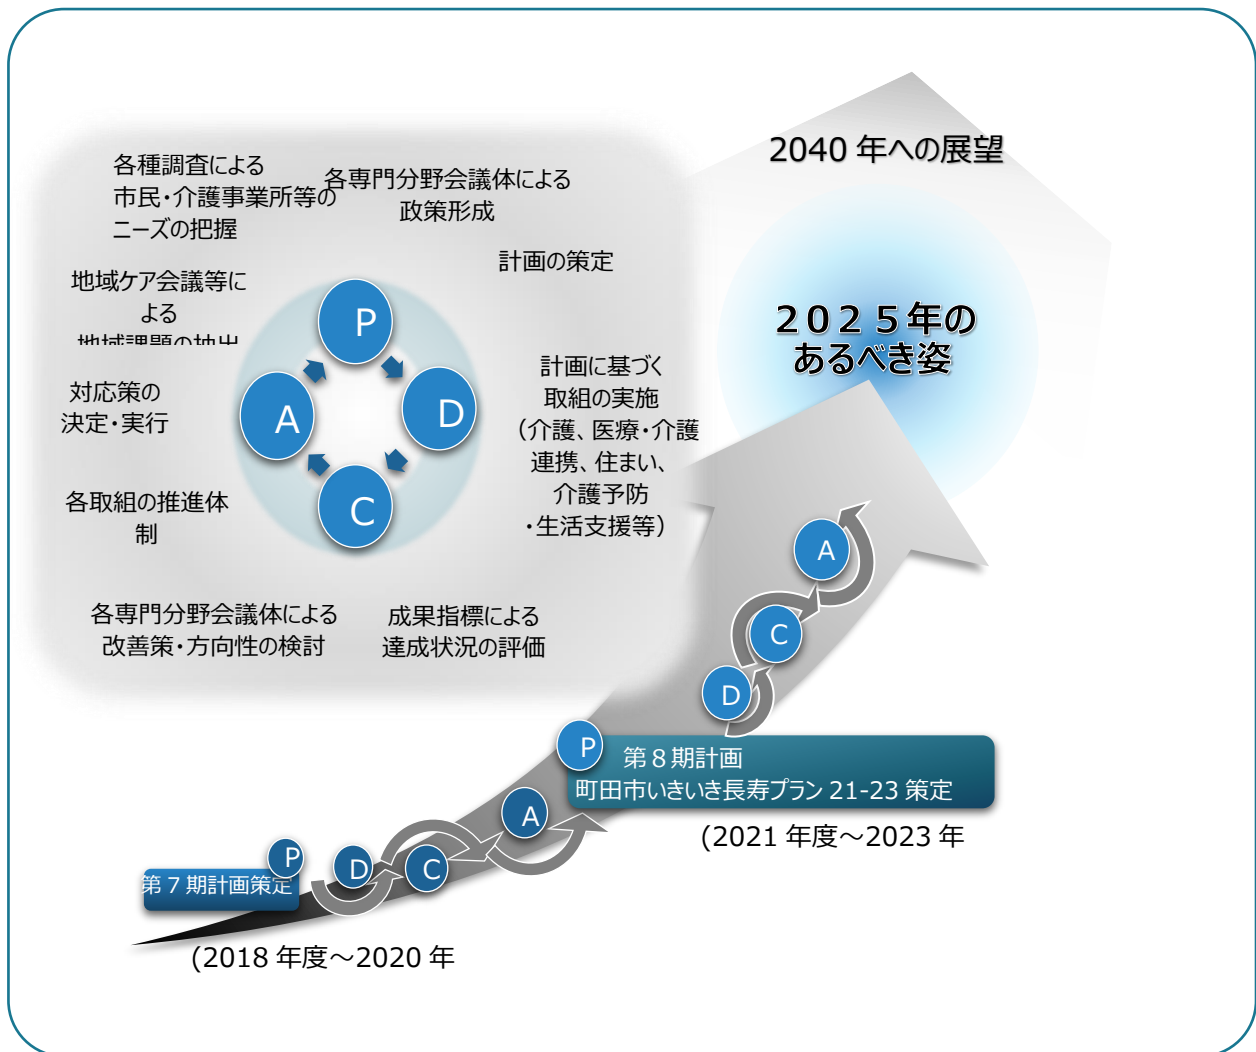 2040 年への展望
各種調査による
市民・介護事業所等の
ニーズの把握
各専門分野会議体による
政策形成
計画の策定
地域ケア会議等に
よる
地域課題の抽出
P
２０２５年の
あるべき姿
計画に基づく
取組の実施
（介護、医療・介護
連携、住まい、
介護予防
・生活支援等）
対応策の
決定・実行
A
D
各取組の推進体
制
C
各専門分野会議体による
改善策・方向性の検討
成果指標による
達成状況の評価
A
C
D
P
第８期計画
町田市いきいき長寿プラン 21-23 策定
(2021 年度～2023 年
A
P
D
C
第７期計画策定
(2018 年度～2020 年